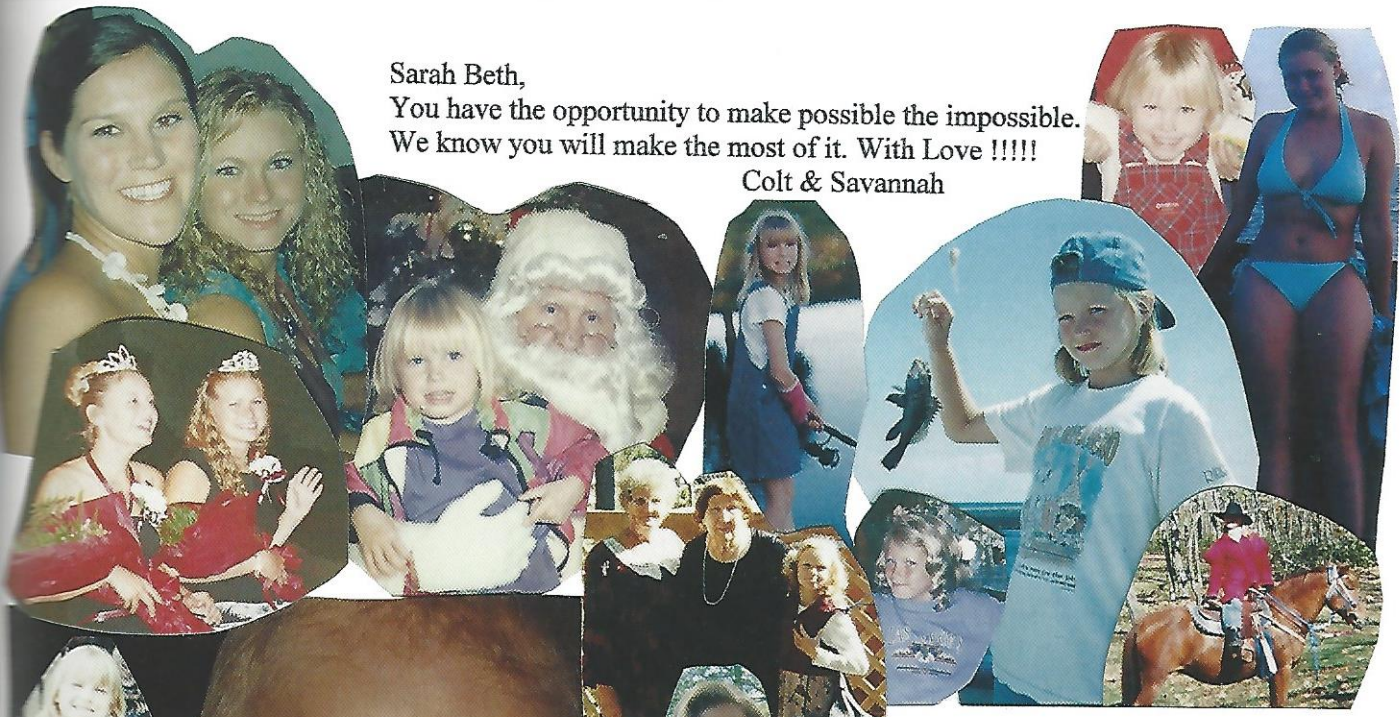 Sarah Beth,
You have the opportunity to make possible the impossible.
We know you will make the most of it. With Love !!!!!
Colt & Savannah